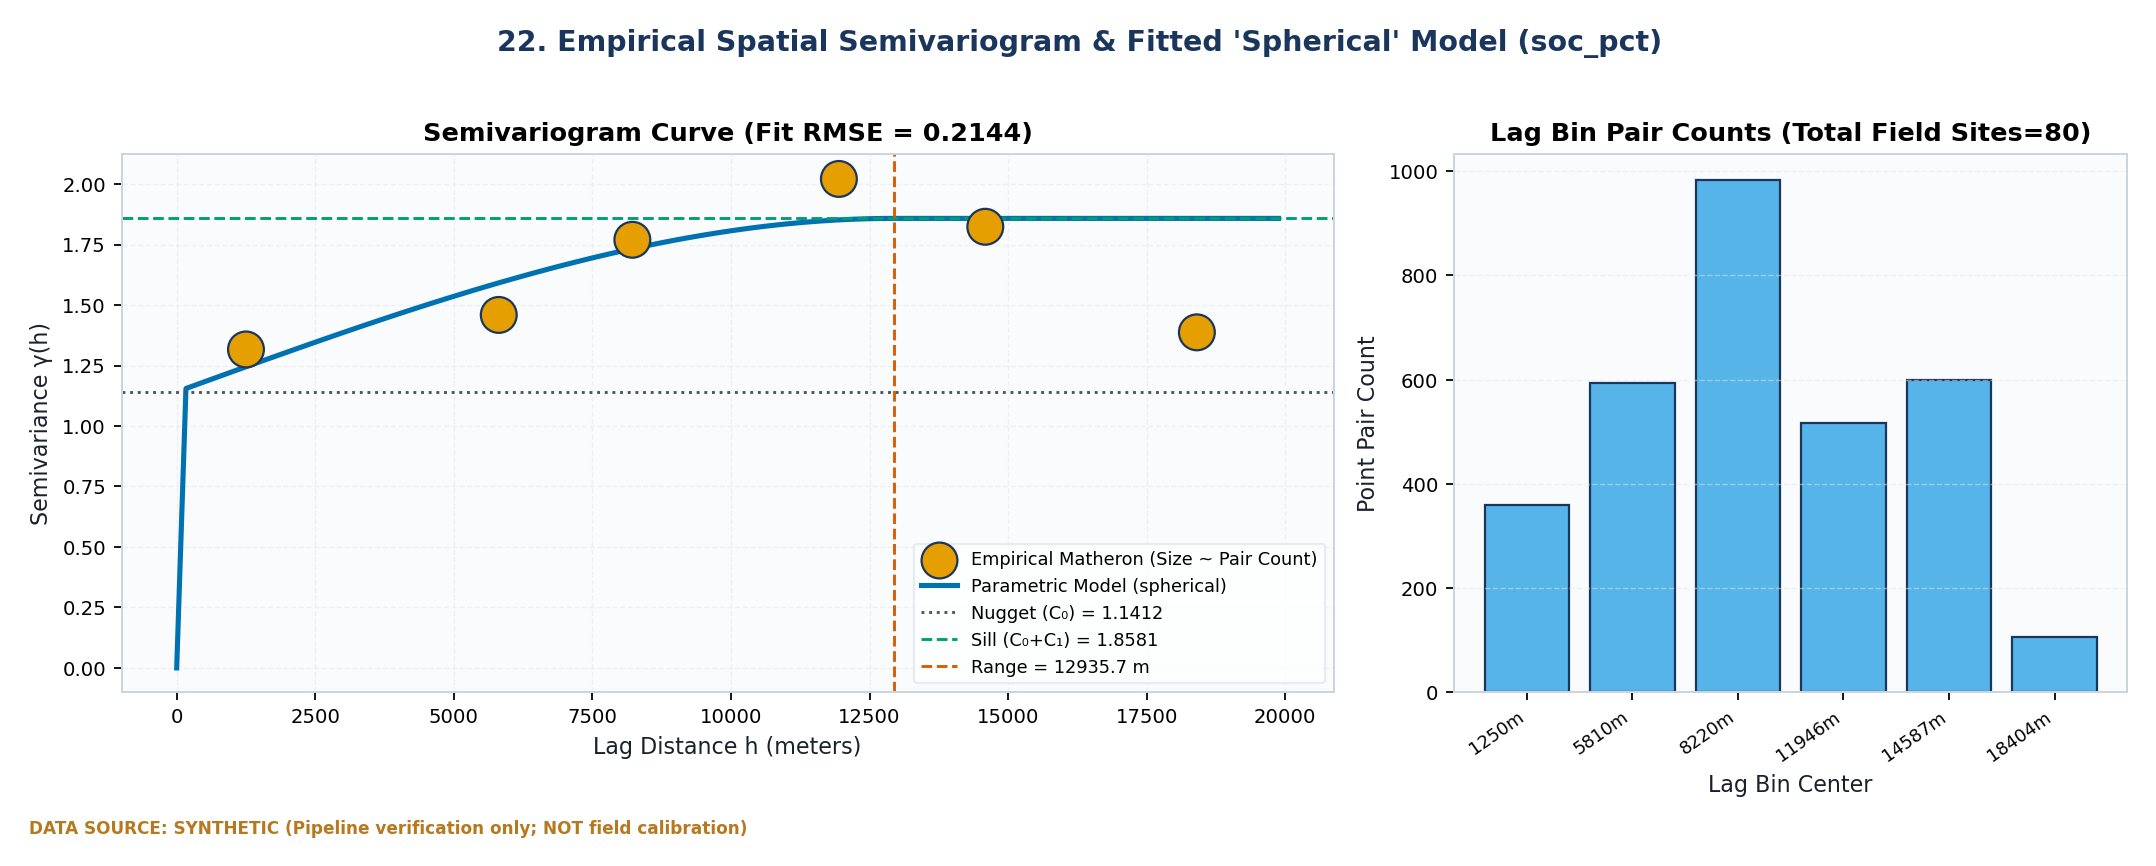 22. Empirical Spatial Semivariogram & Fitted 'Spherical' Model (soc_pct)
Semivariogram Curve (Fit RMSE = 0.2144)
Semivariance γ(h)
2.00
1.75
1.50
1.25
1.00
0.75
0.50
0.25
0.00
0
2500
5000
7500
10000
12500
15000
17500
20000
Lag Distance h (meters)
Empirical Matheron (Size ~ Pair Count)
Parametric Model (spherical)
Nugget (C₀) = 1.1412
Sill (C₀+C₁) = 1.8581
Range = 12935.7 m
Lag Bin Pair Counts (Total Field Sites=80)
Point Pair Count
1000
800
600
400
200
0
1250m
5810m
8220m
11946m
14587m
18404m
Lag Bin Center
DATA SOURCE: SYNTHETIC (Pipeline verification only; NOT field calibration)